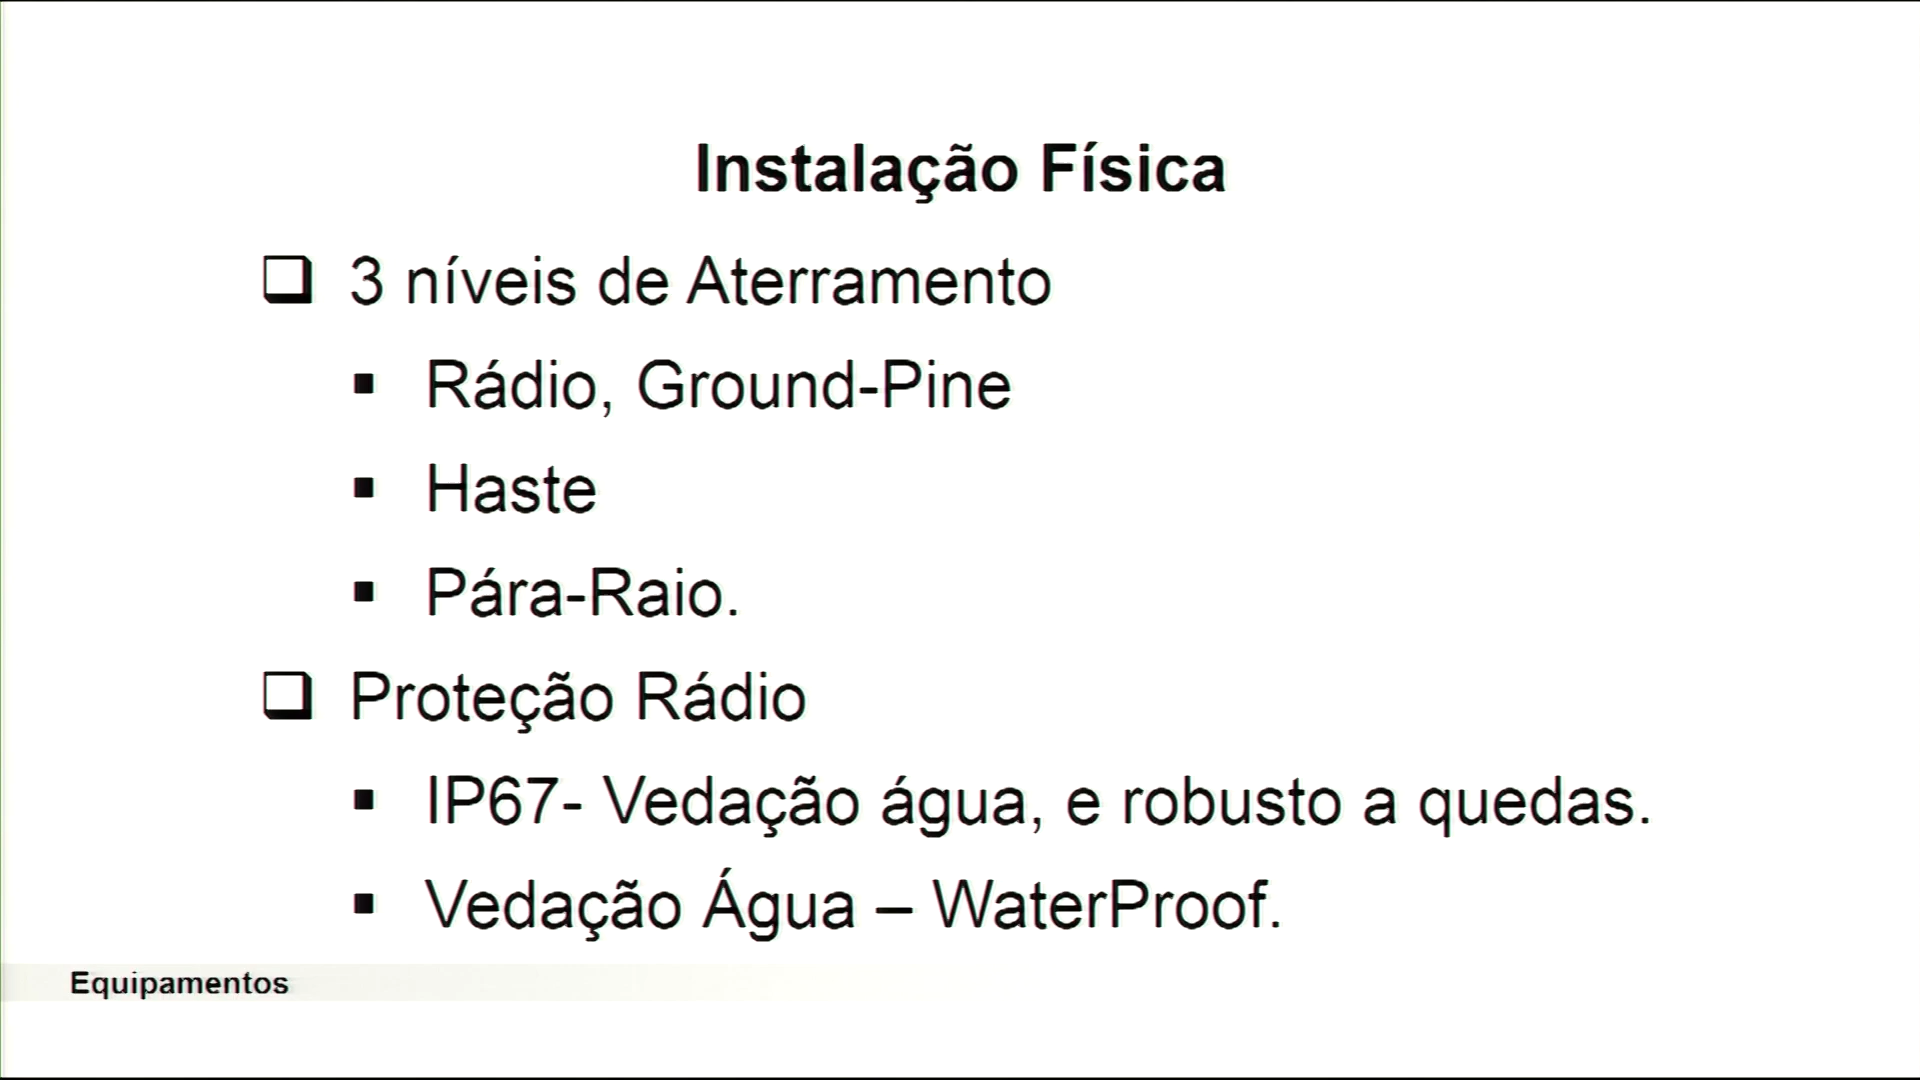 Instalação Física
3 níveis de Aterramento
Rádio, Ground-Pine
Haste
Pára-Raio.
Proteção Rádio
IP67- Vedação água, e robusto a quedas.
Vedação Água – WaterProof.
Equipamentos